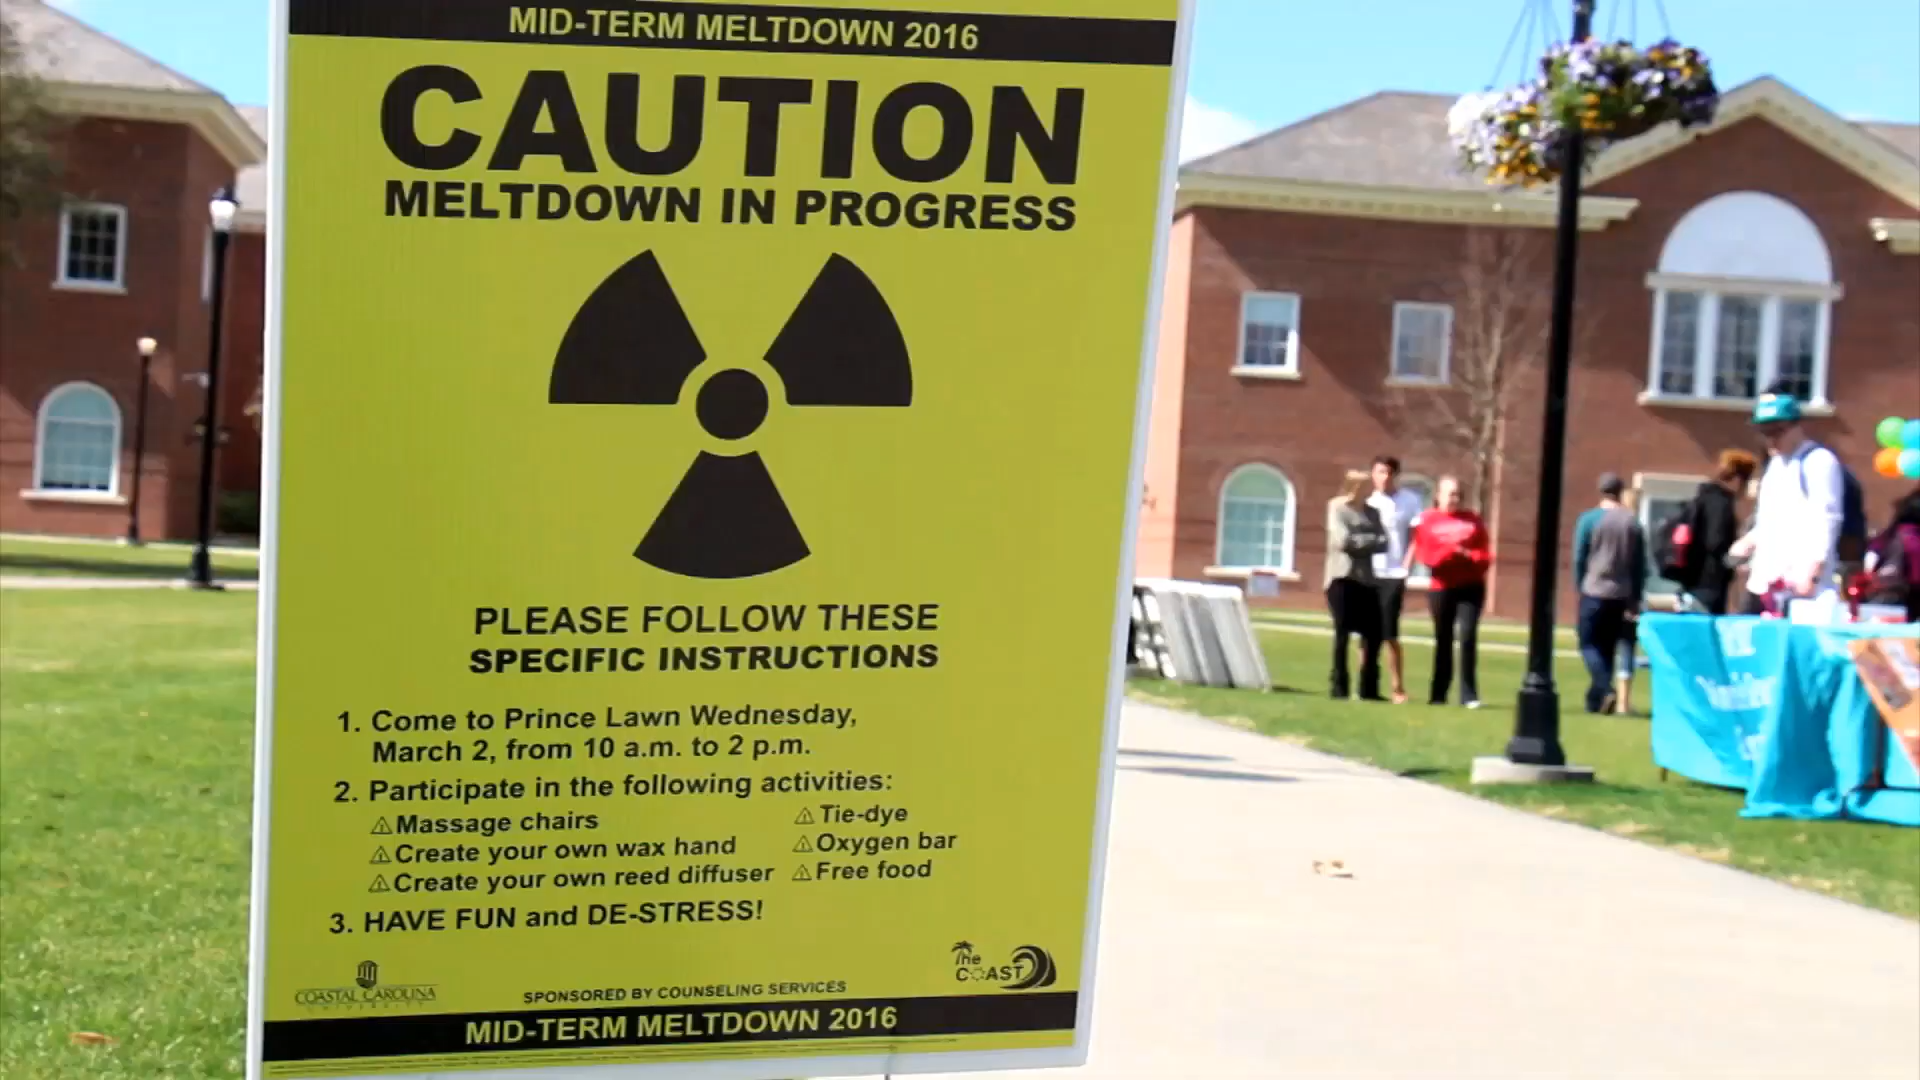 MID-TERM MELTDOWN 2016
CAUTION
MELTDOWN IN PROGRESS
PLEASE FOLLOW THESE
SPECIFIC INSTRUCTIONS
1. Come to Prince Lawn Wednesday,
March 2, from 10 a.m. to 2 p.m.
2. Participate in the following activities:
Massage chairs
Create your own wax hand
Create your own reed diffuser
Tie-dye
Oxygen bar
Free food
3. HAVE FUN and DE-STRESS!
COASTAL CAROLINA
UNIVERSITY
SPONSORED BY COUNSELING SERVICES
The
COAST
MID-TERM MELTDOWN 2016